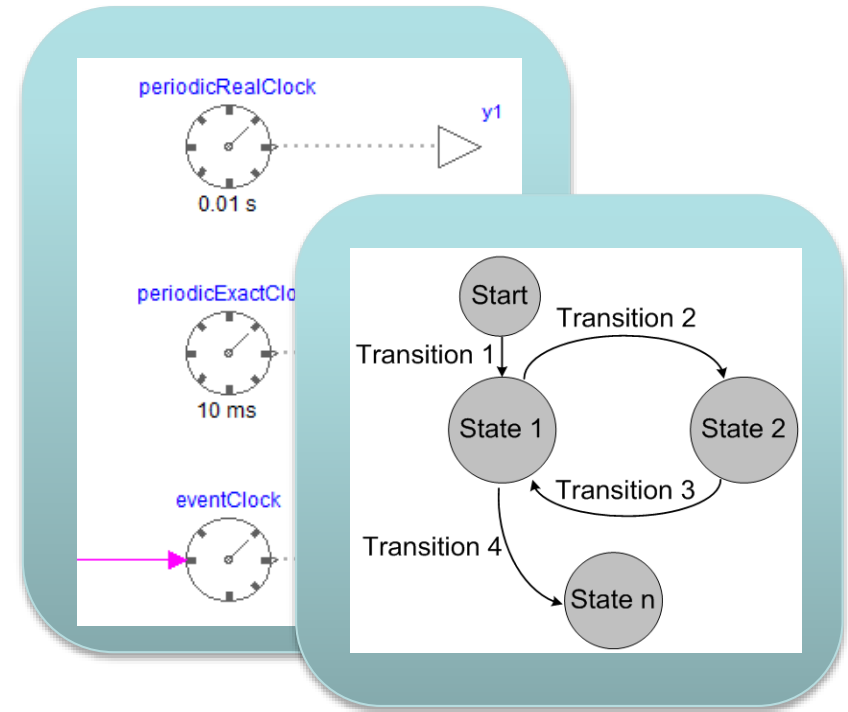 periodicRealClock
y1
0.01 s
periodicExactClo
10 ms
eventClock
Start
Transition 2
Transition 1
State 1
State 2
Transition 3
Transition 4
State n